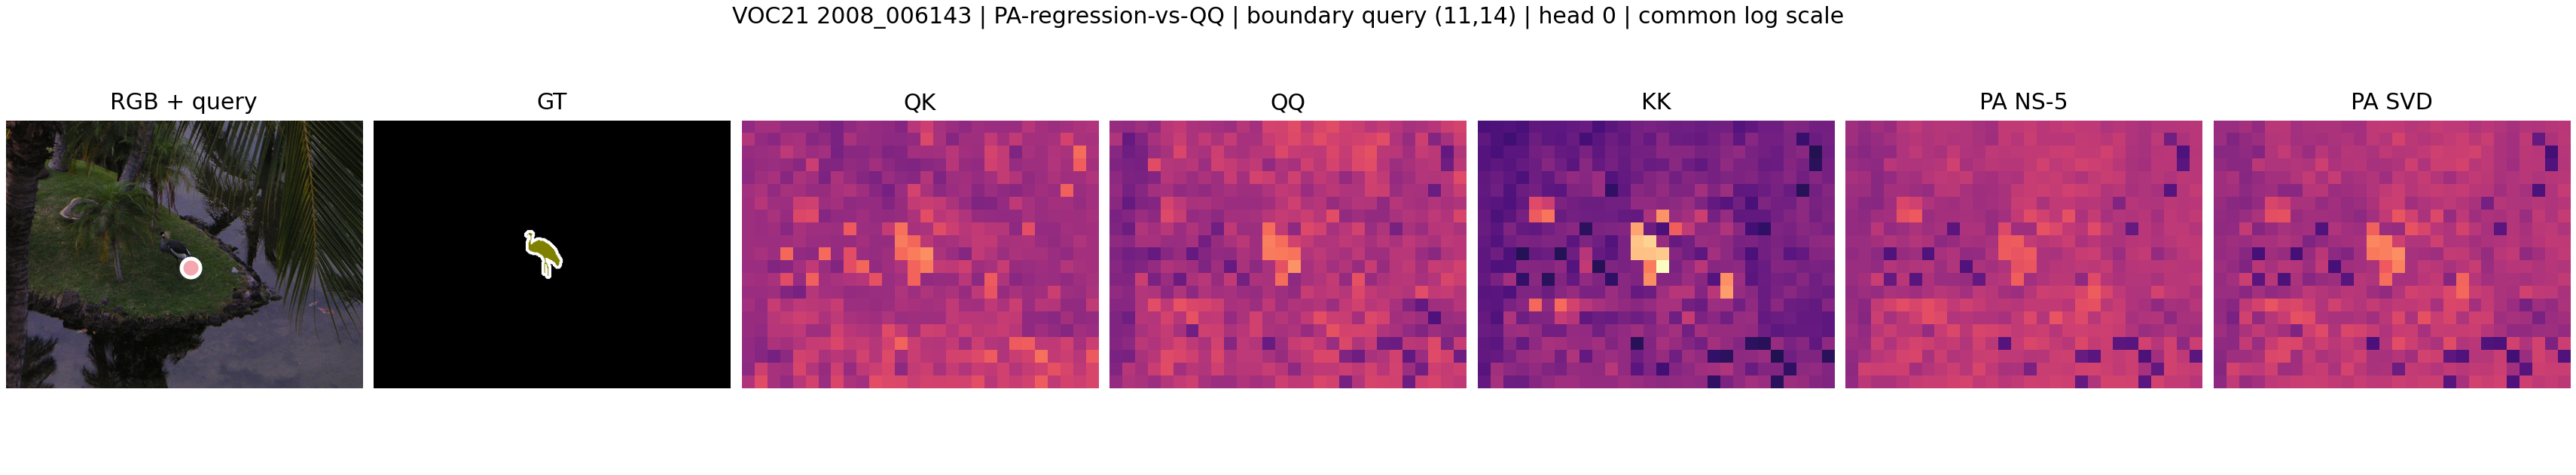 VOC21 2008_006143 | PA-regression-vs-QQ | boundary query (11,14) | head 0 | common log scale
RGB + query
GT
QK
QQ
KK
PA NS-5
PA SVD